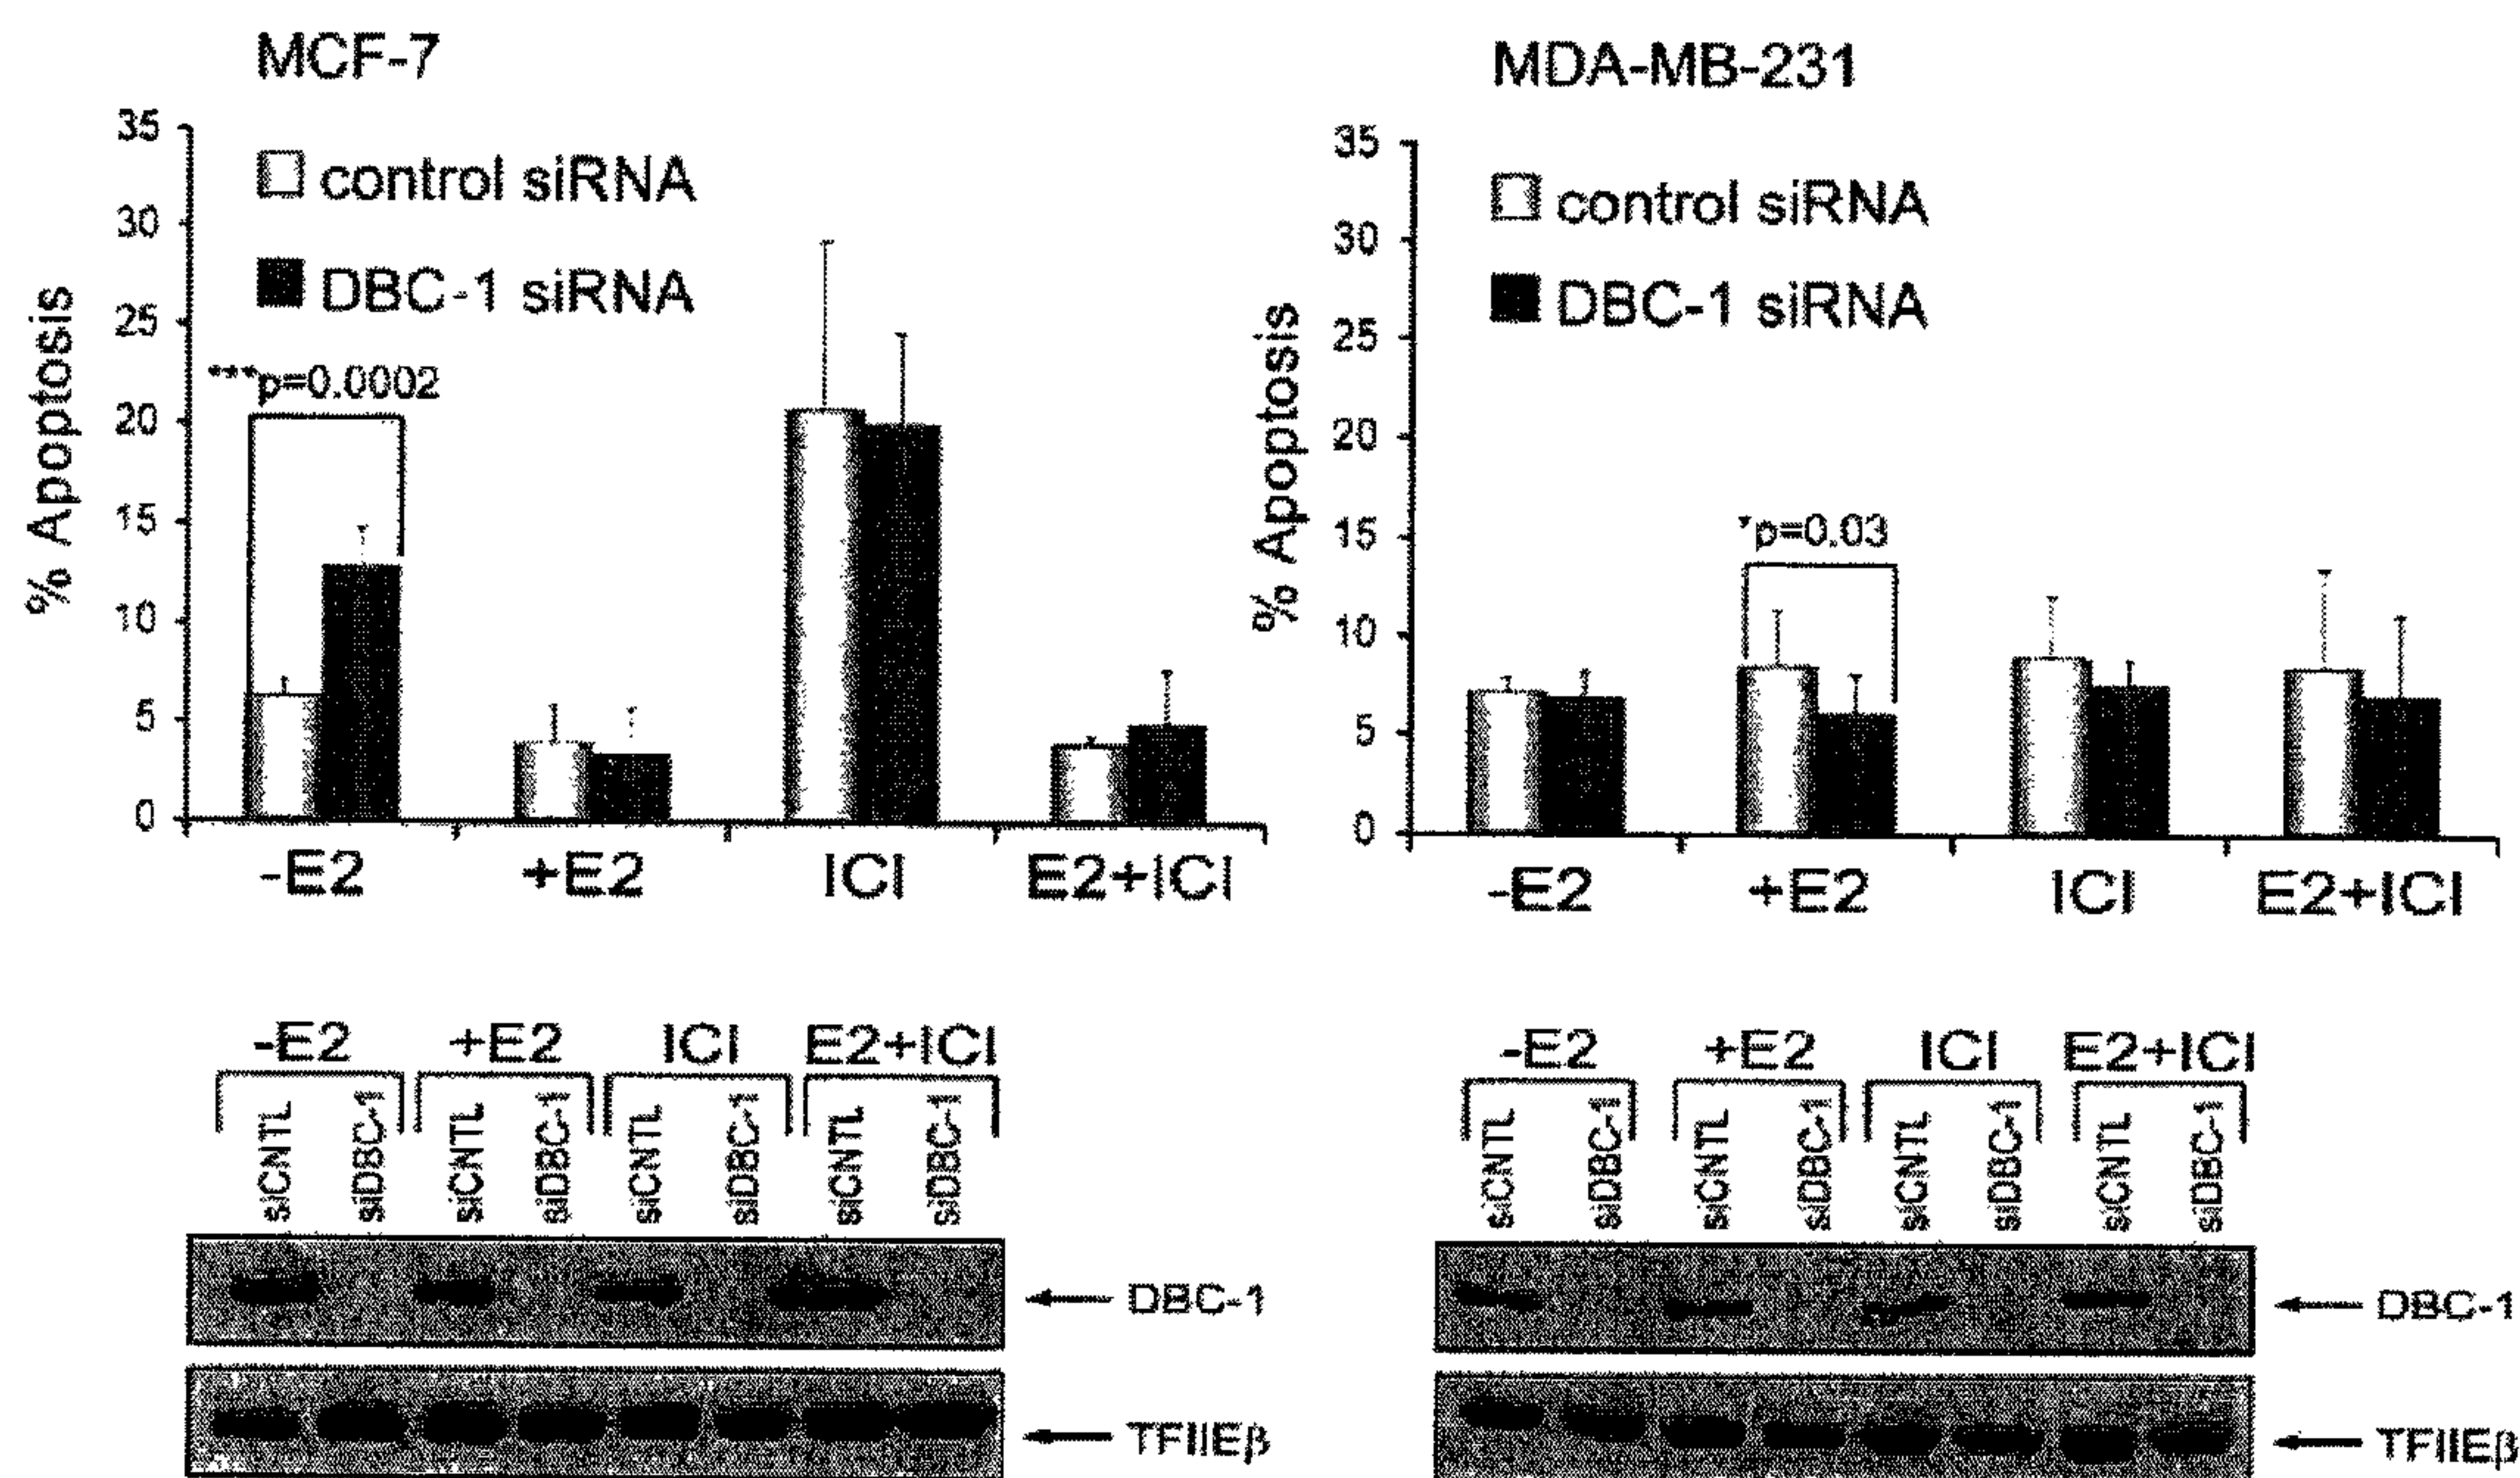 MCF-7
35
30
25
20
15
10
5
0
% Apoptosis
control siRNA
DBC-1 siRNA
***p=0.0002
-E2 +E2 ICI E2+ICI
MDA-MB-231
35
30
25
20
15
10
5
0
% Apoptosis
control siRNA
DBC-1 siRNA
*p=0.03
-E2 +E2 ICI E2+ICI
-E2 +E2 ICI E2+ICI
siCNTL siDBC-1 siCNTL siDBC-1 siCNTL siDBC-1 siCNTL siDBC-1
DBC-1
TFIIEβ
-E2 +E2 ICI E2+ICI
siCNTL siDBC-1 siCNTL siDBC-1 siCNTL siDBC-1 siCNTL siDBC-1
DBC-1
TFIIEβ